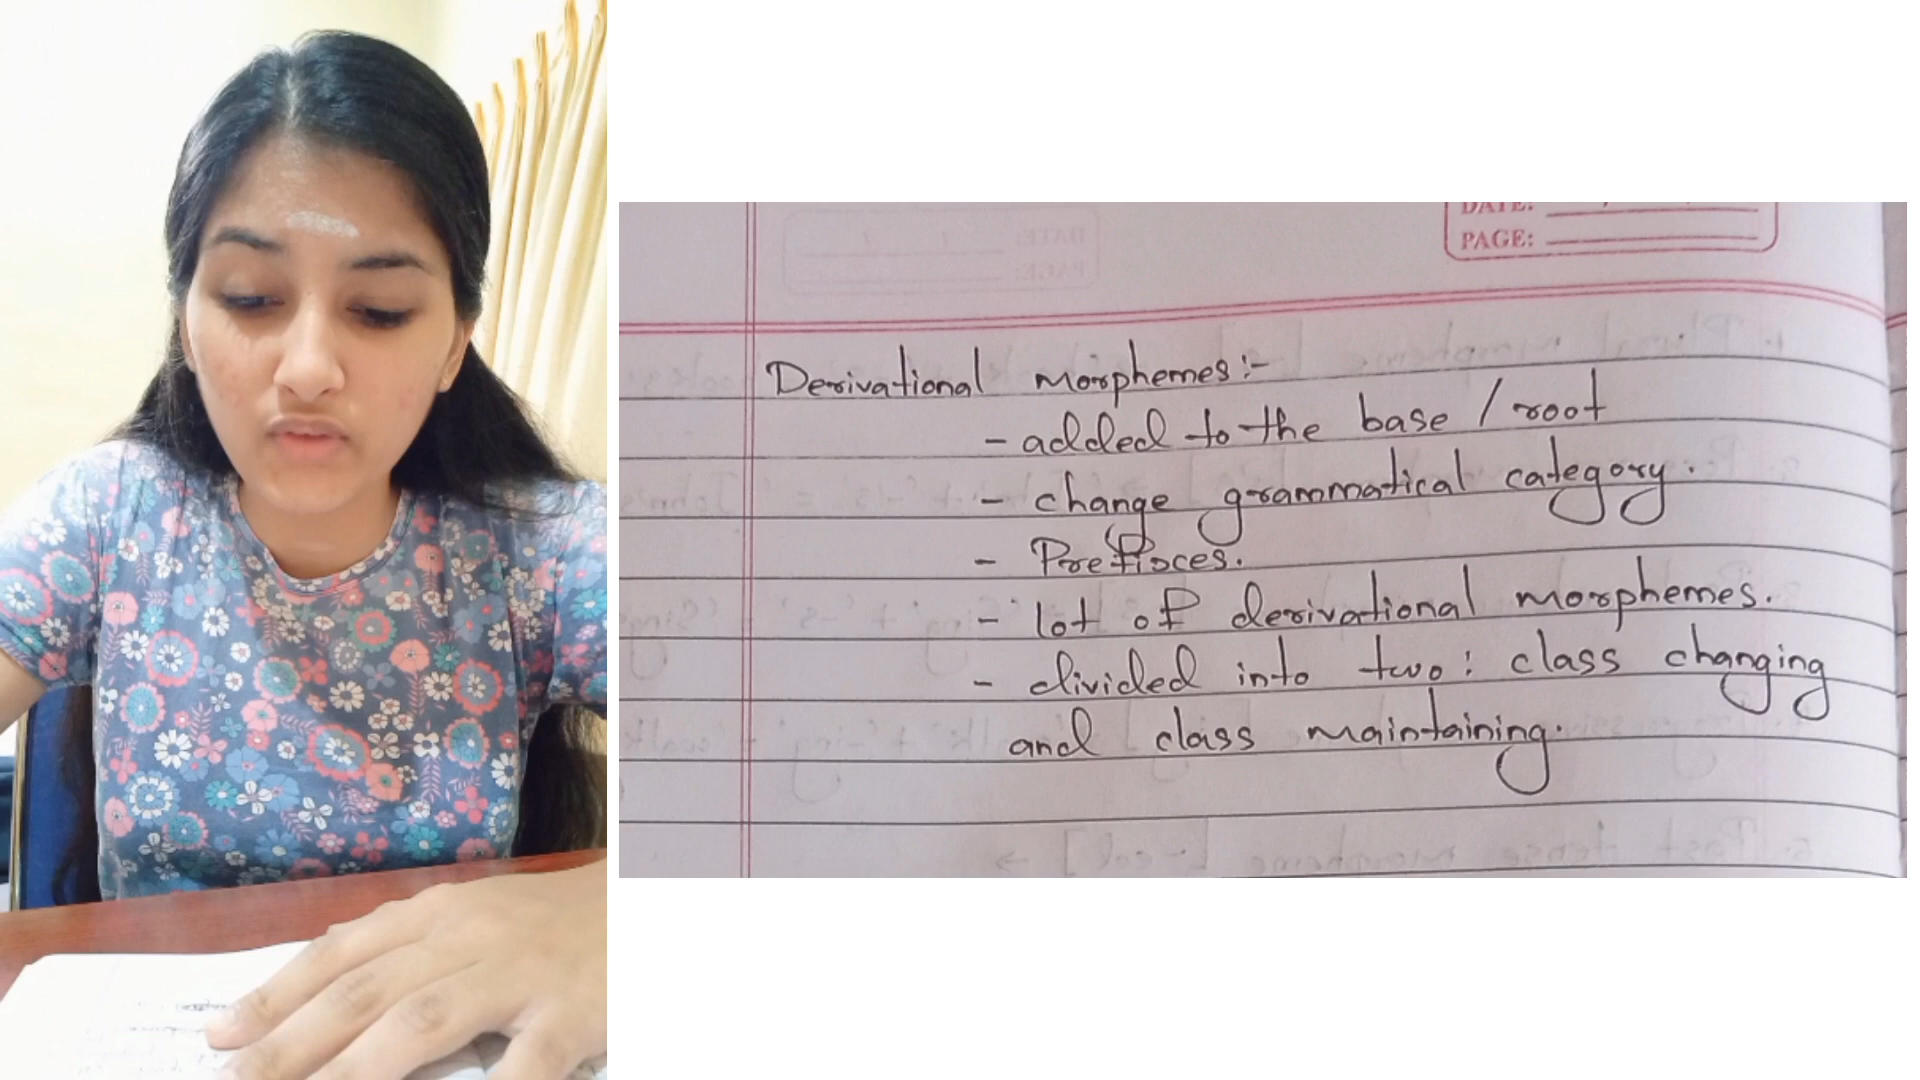 DATE:
PAGE:
Derivational morphemes:-
- added to the base / root
- change grammatical category.
- Prefixes.
- lot of derivational morphemes.
- divided into two: class changing
and class maintaining.